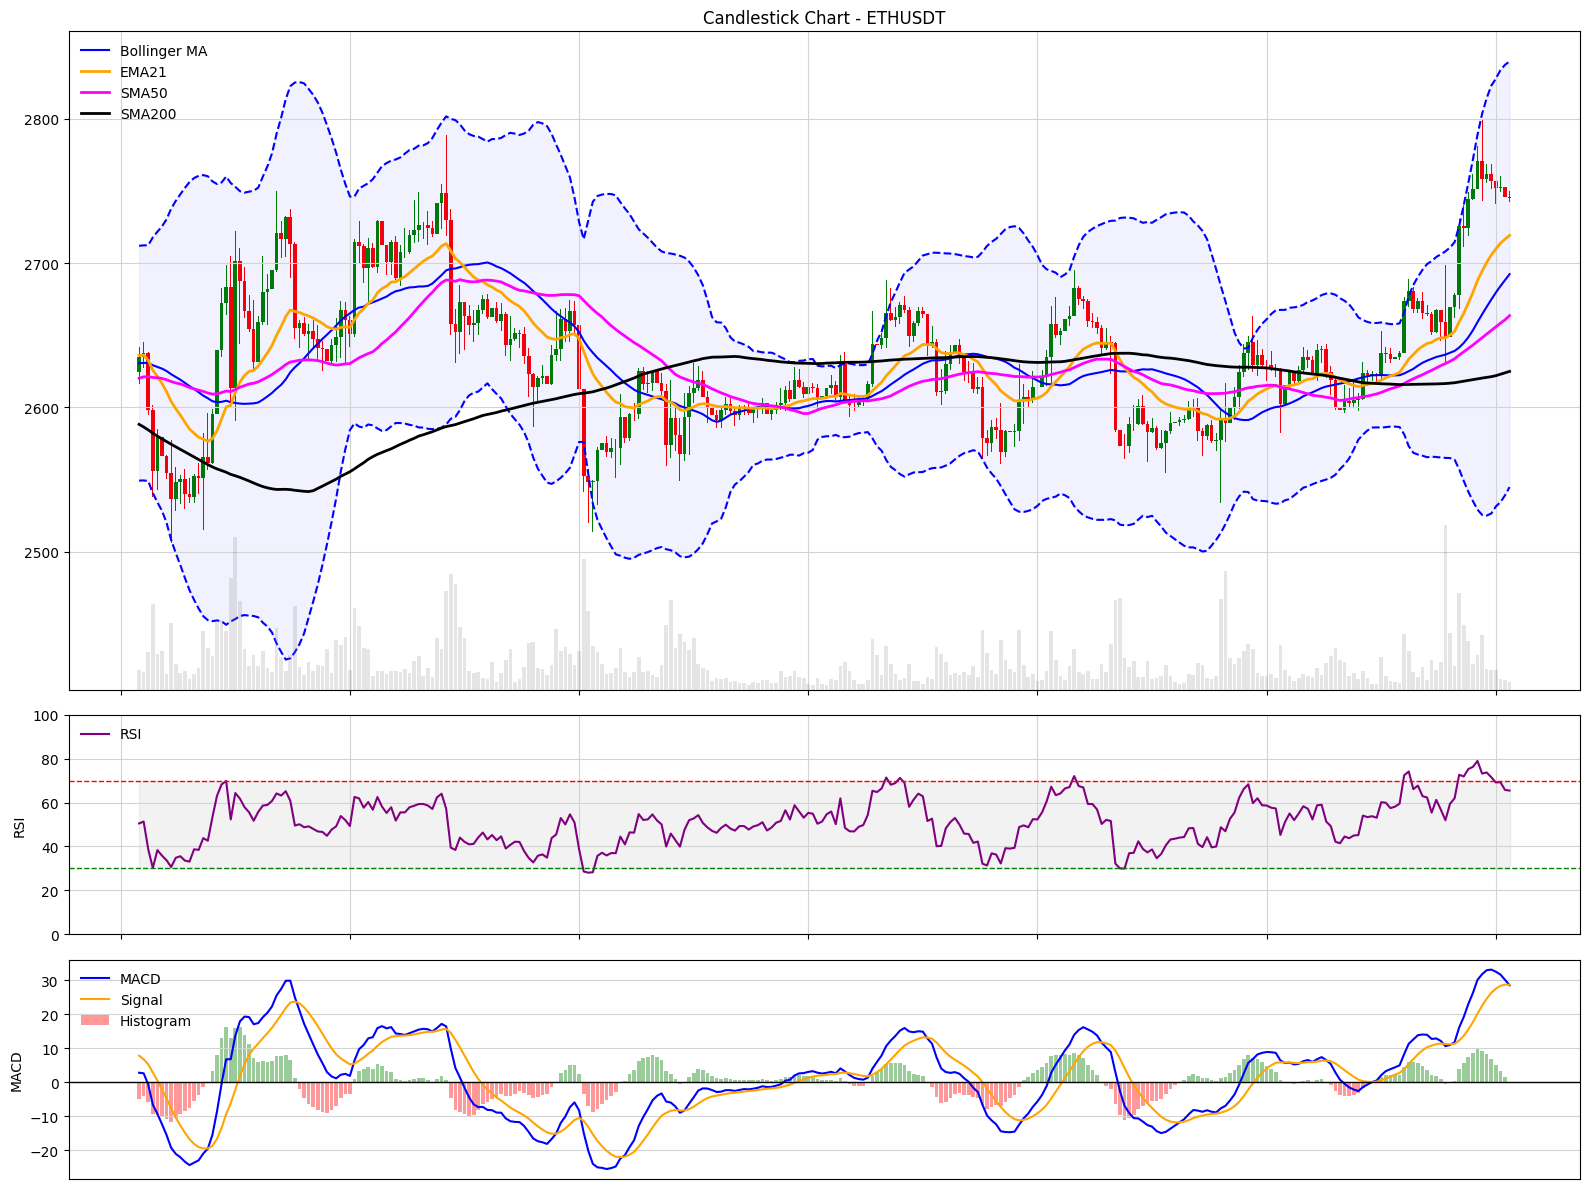 Candlestick Chart - ETHUSDT
Bollinger MA
EMA21
SMA50
SMA200
2800
2700
2600
2500
RSI
100
80
60
40
20
0
RSI
MACD
Signal
Histogram
30
20
10
0
−10
−20
MACD